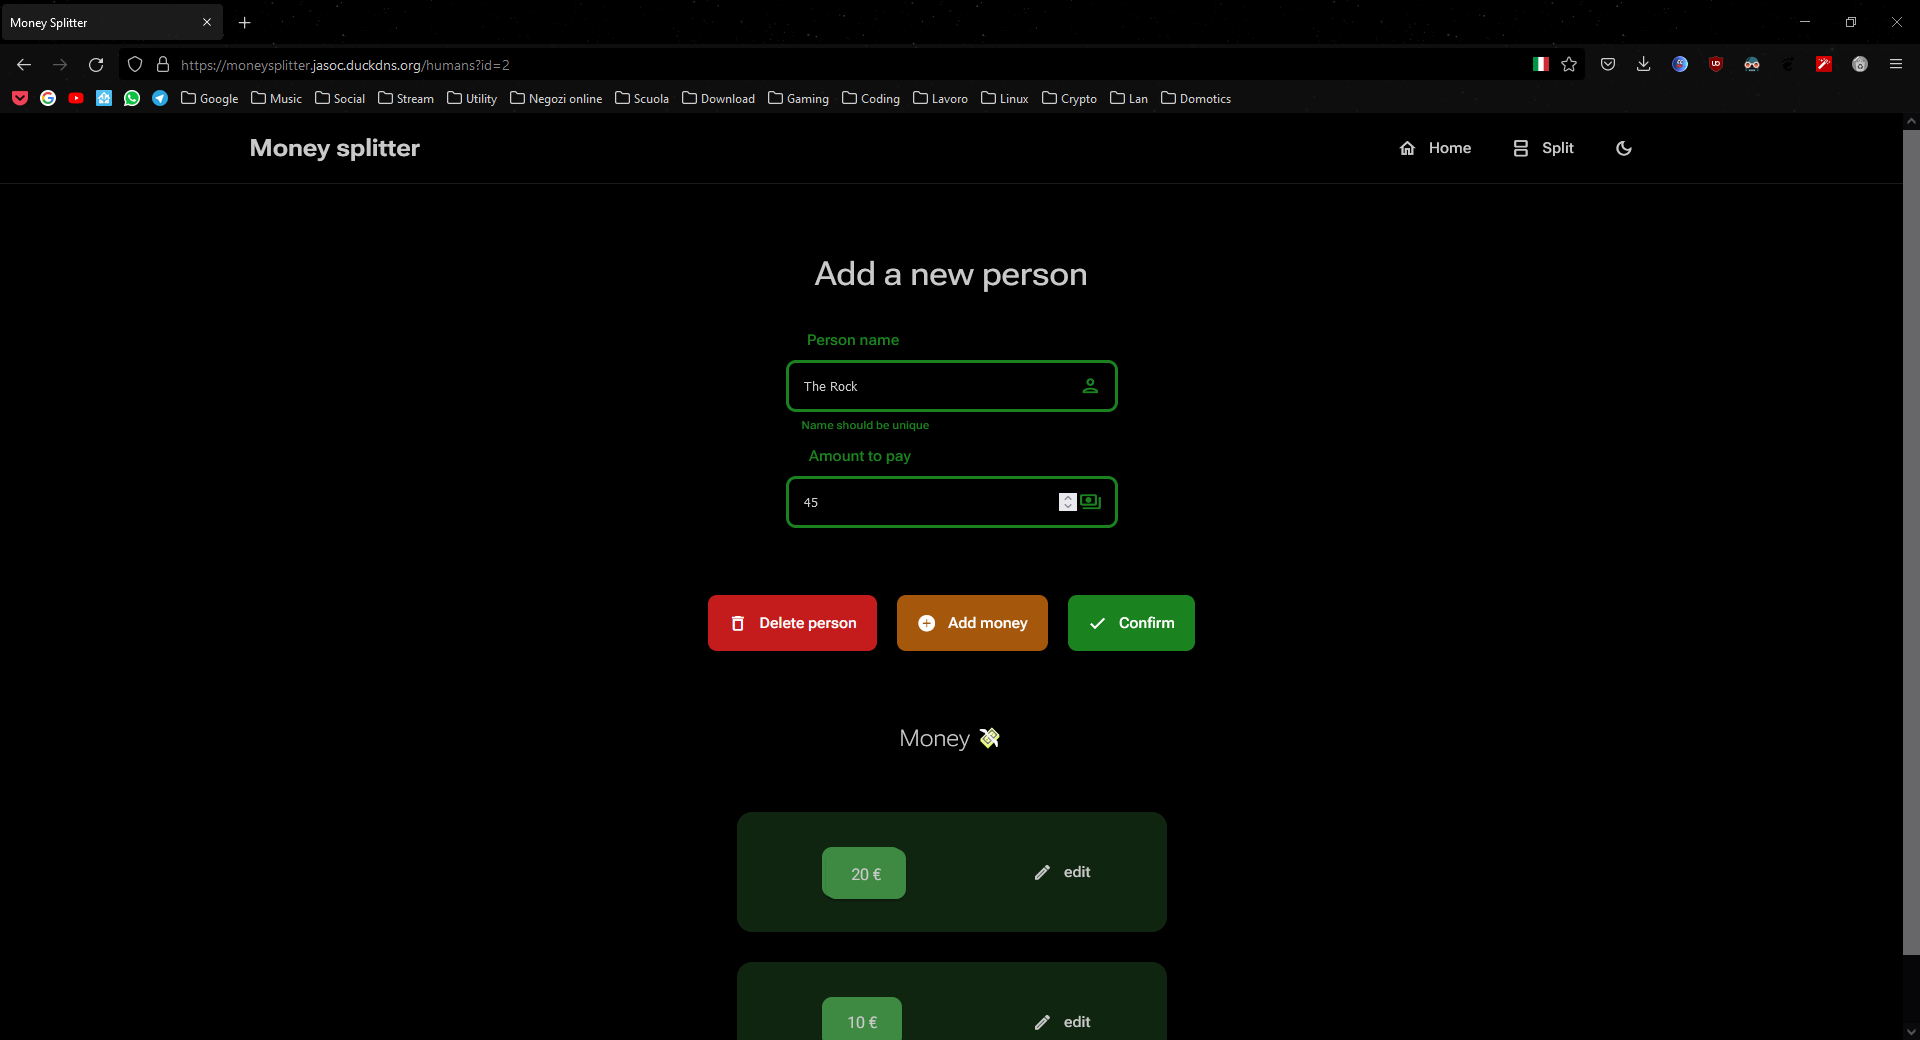 Money Splitter
https://moneysplitter.jasoc.duckdns.org/humans?id=2
Google Music Social Stream Utility Negozi online Scuola Download Gaming Coding Lavoro Linux Crypto Lan Domotics
Money splitter Home Split
Add a new person
Person name
The Rock
Name should be unique
Amount to pay
45
Delete person Add money Confirm
Money
20 € edit
10 € edit